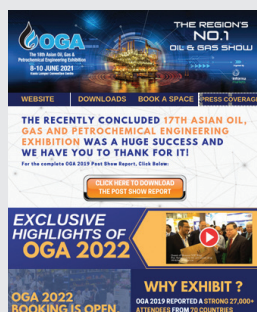 OGA
The 18th Asian Oil, Gas &
Petrochemical Engineering Exhibition
8-10 JUNE 2021
Kuala Lumpur Convention Centre
THE REGION'S
NO.1
OIL & GAS SHOW
WEBSITE DOWNLOADS BOOK A SPACE PRESS COVERAGE
THE RECENTLY CONCLUDED 17TH ASIAN OIL,
GAS AND PETROCHEMICAL ENGINEERING
EXHIBITION WAS A HUGE SUCCESS AND
WE HAVE YOU TO THANK FOR IT!
For the complete OGA 2019 Post Show Report, Click Below:
CLICK HERE TO DOWNLOAD
THE POST SHOW REPORT
EXCLUSIVE
HIGHLIGHTS OF
OGA 2022
OGA 2022
BOOKING IS OPEN.
WHY EXHIBIT ?
OGA 2019 REPORTED A STRONG 27,000+
ATTENDEES FROM 70 COUNTRIES